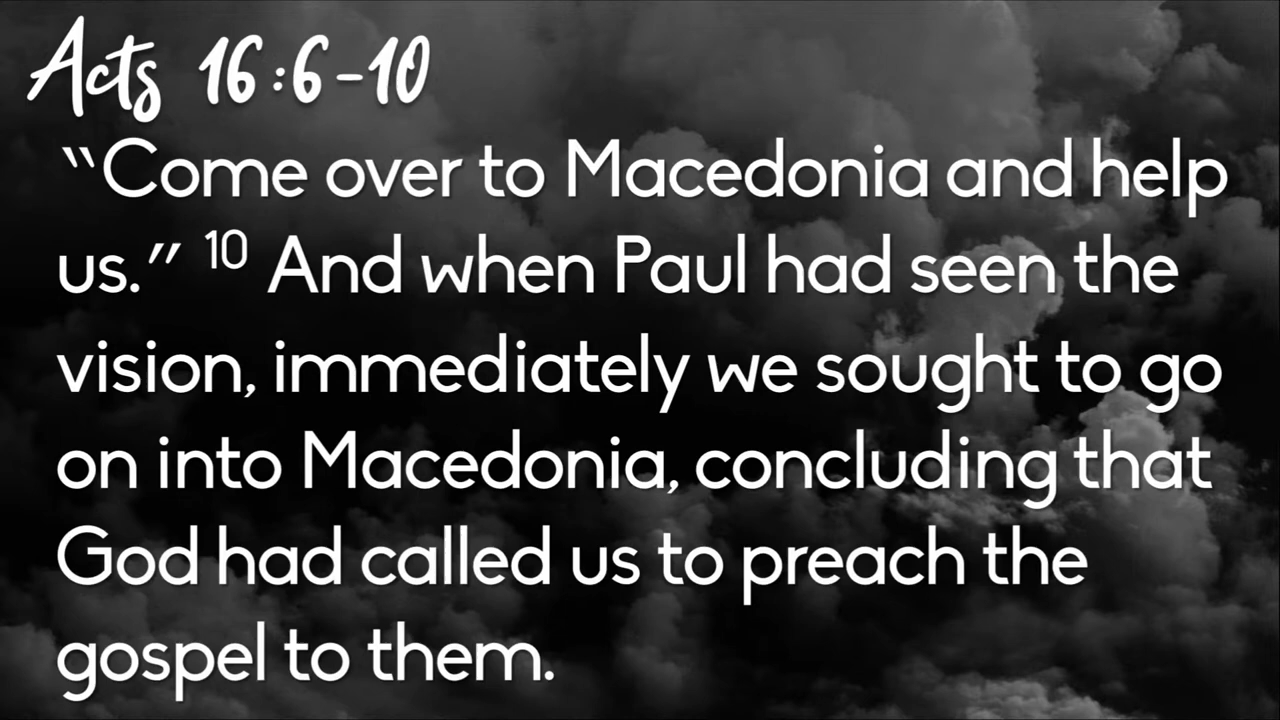 Acts 16:6-10
“Come over to Macedonia and help
us.” 10 And when Paul had seen the
vision, immediately we sought to go
on into Macedonia, concluding that
God had called us to preach the
gospel to them.